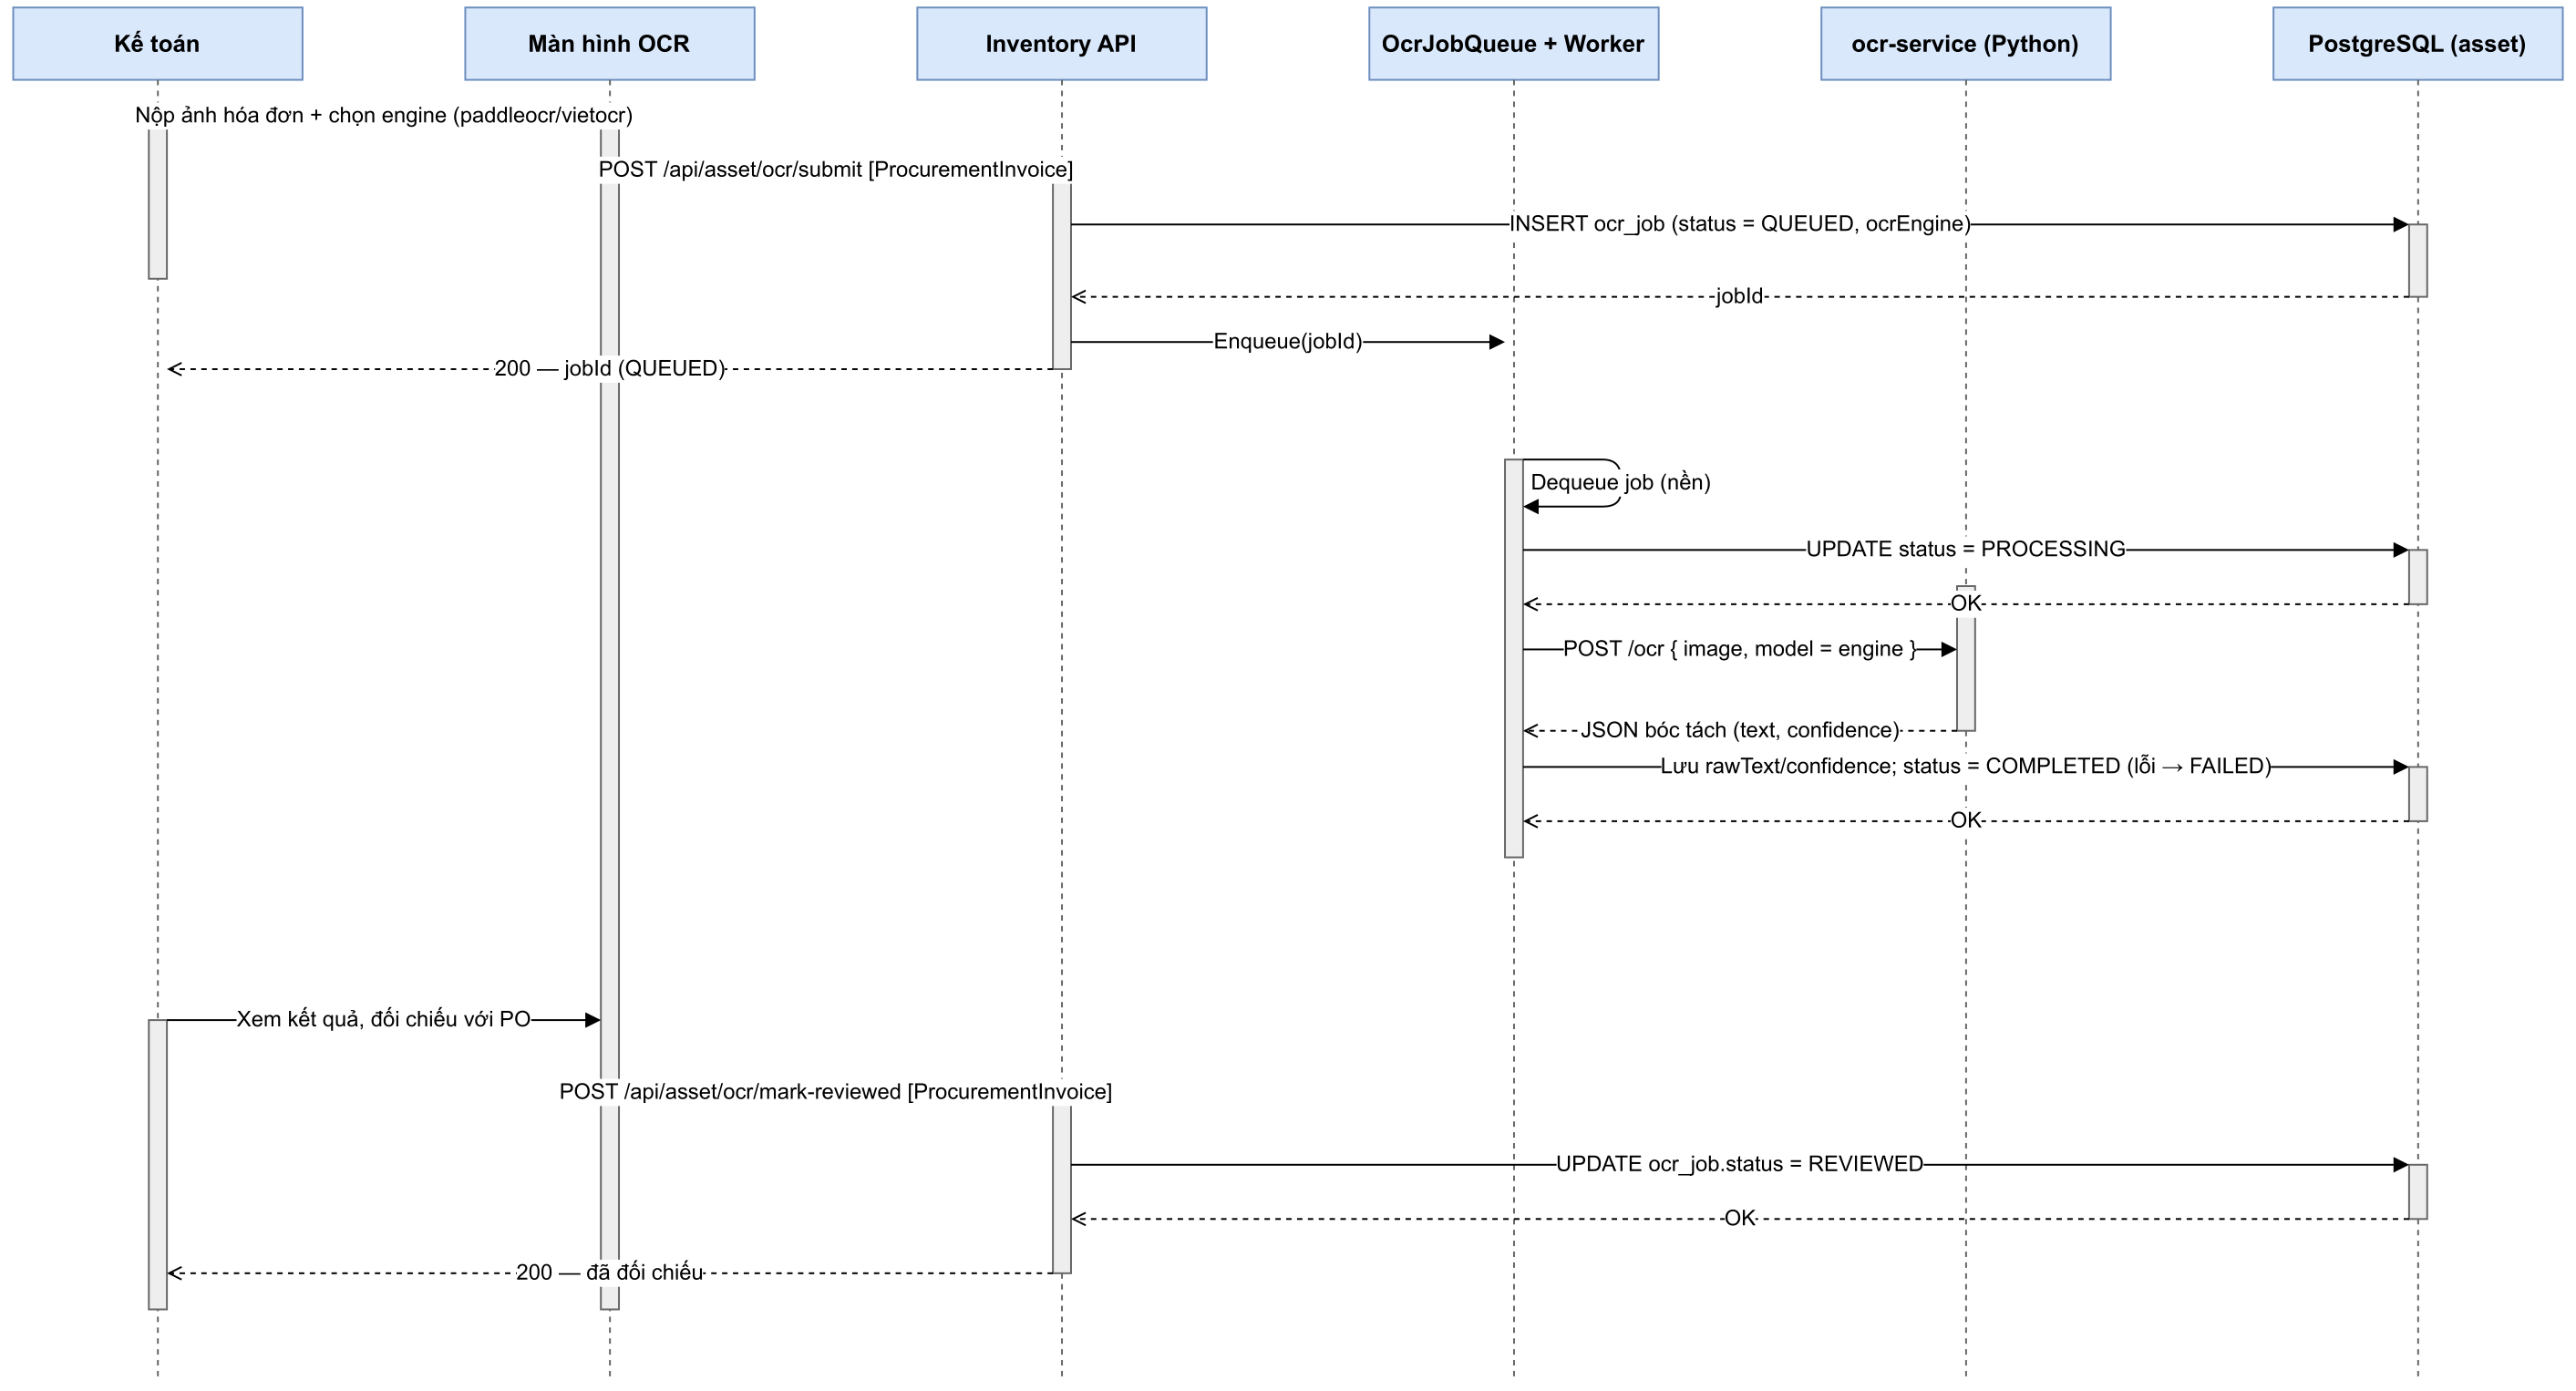 Kế toán
Màn hình OCR
Inventory API
OcrJobQueue + Worker
ocr-service (Python)
PostgreSQL (asset)
Nộp ảnh hóa đơn + chọn engine (paddleocr/vietocr)
POST /api/asset/ocr/submit [ProcurementInvoice]
INSERT ocr_job (status = QUEUED, ocrEngine)
jobId
Enqueue(jobId)
200 — jobId (QUEUED)
Dequeue job (nền)
UPDATE status = PROCESSING
OK
POST /ocr { image, model = engine }
JSON bóc tách (text, confidence)
Lưu rawText/confidence; status = COMPLETED (lỗi → FAILED)
OK
Xem kết quả, đối chiếu với PO
POST /api/asset/ocr/mark-reviewed [ProcurementInvoice]
UPDATE ocr_job.status = REVIEWED
OK
200 — đã đối chiếu